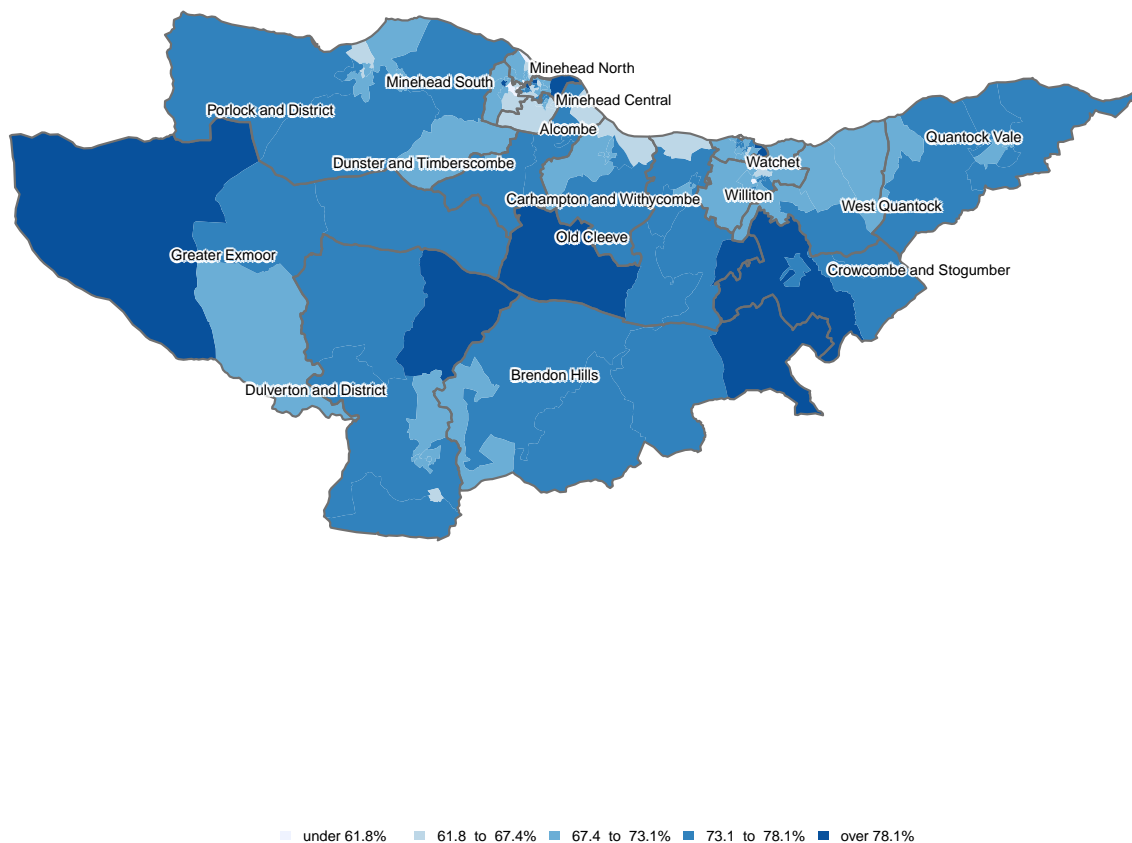 Minehead North
Minehead South
Minehead Central
Porlock and District
Alcombe
Quantock Vale
Dunster and Timberscombe
Watchet
Carhampton and Withycombe
Williton
West Quantock
Old Cleeve
Greater Exmoor
Crowcombe and Stogumber
Brendon Hills
Dulverton and District
under 61.8% 61.8 to 67.4% 67.4 to 73.1% 73.1 to 78.1% over 78.1%